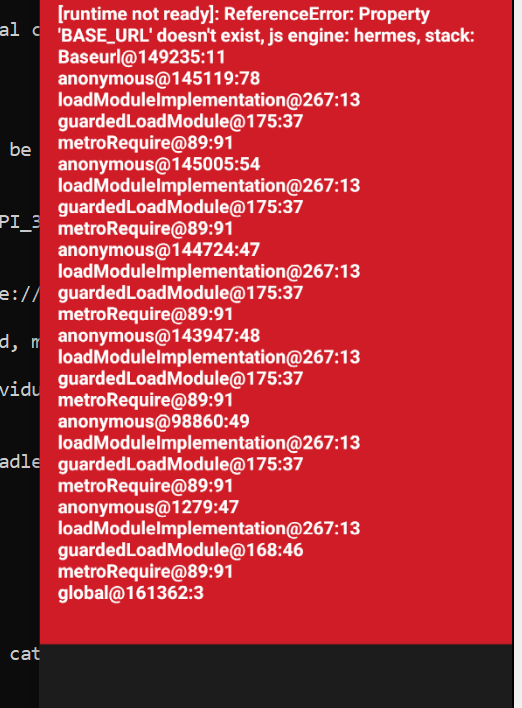 [runtime not ready]: ReferenceError: Property
'BASE_URL' doesn't exist, js engine: hermes, stack:
Baseurl@149235:11
al c
anonymous@145119:78
loadModuleImplementation@267:13
guardedLoadModule@175:37
metroRequire@89:91
be
anonymous@145005:54
loadModuleImplementation@267:13
guardedLoadModule@175:37
PI_3
metroRequire@89:91
anonymous@144724:47
loadModuleImplementation@267:13
e://
guardedLoadModule@175:37
metroRequire@89:91
anonymous@143947:48
d, m
loadModuleImplementation@267:13
guardedLoadModule@175:37
vidu
metroRequire@89:91
anonymous@98860:49
loadModuleImplementation@267:13
adle
guardedLoadModule@175:37
metroRequire@89:91
anonymous@1279:47
loadModuleImplementation@267:13
guardedLoadModule@168:46
metroRequire@89:91
global@161362:3
cat